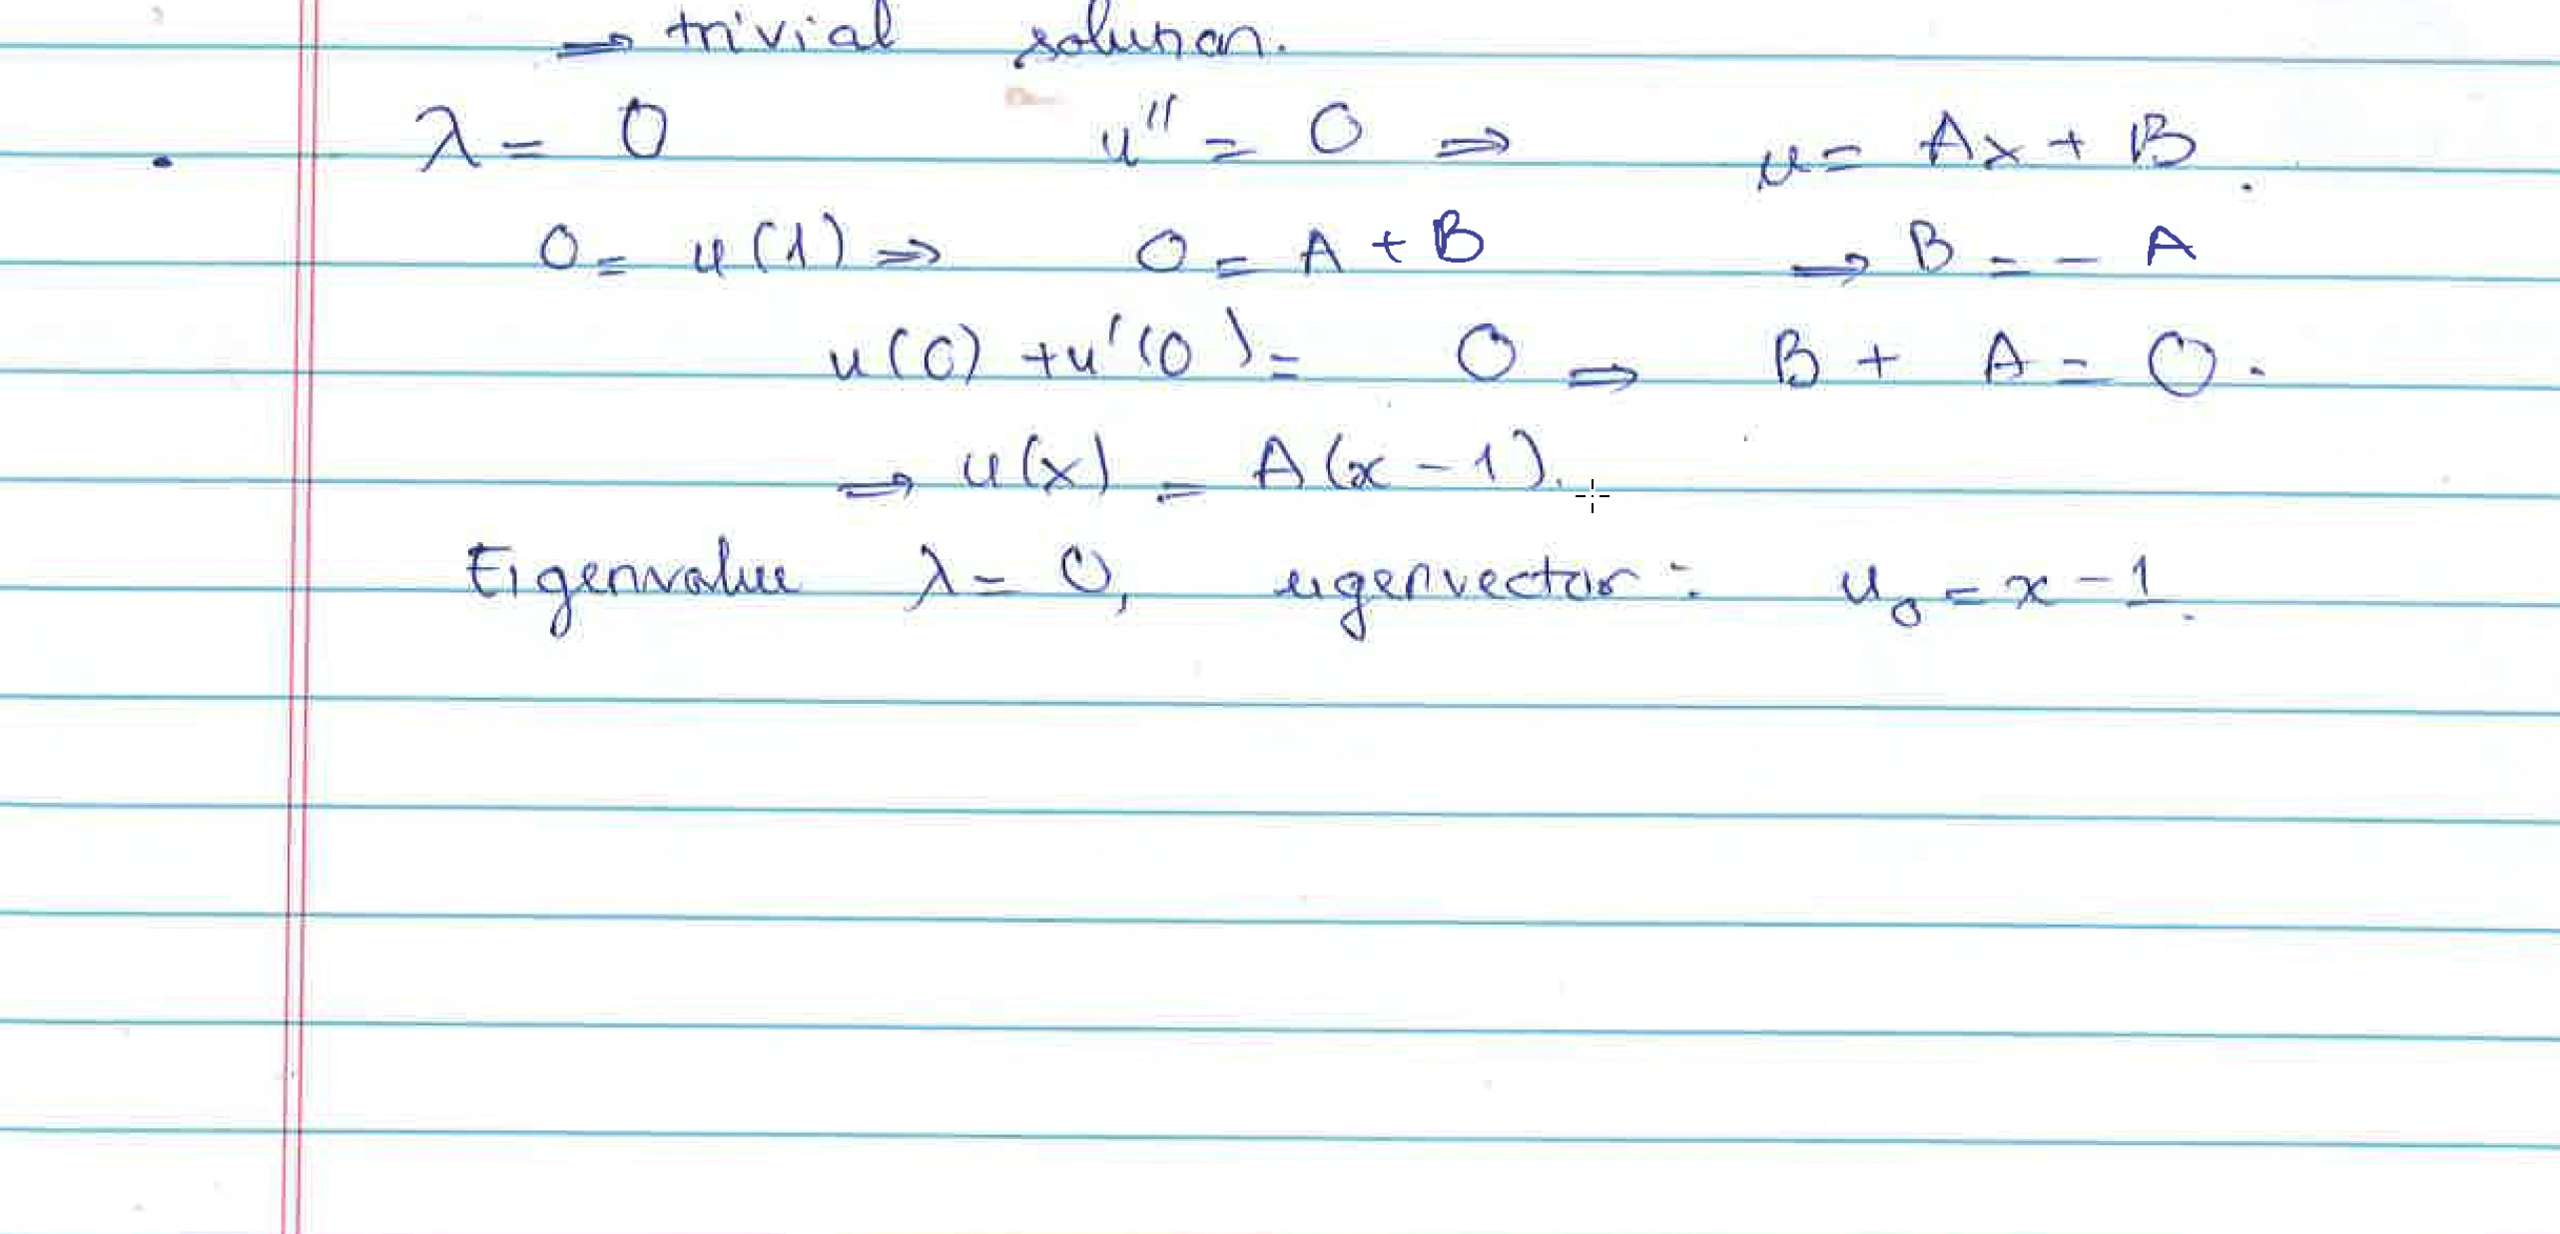 ⇒ trivial solution.
. λ = 0 u'' = 0 ⇒ u = Ax + B.
0 = u(1) ⇒ 0 = A + B ⇒ B = - A
u(0) + u'(0) = 0 ⇒ B + A = 0.
⇒ u(x) = A(x - 1).
Eigenvalue λ = 0, eigenvector: u₀ = x - 1.